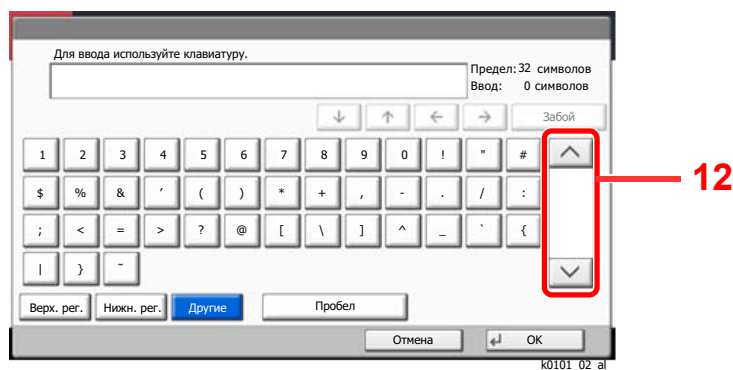 Для ввода используйте клавиатуру.
Предел: 32 символов
Ввод: 0 символов
↓ ↑ ← → Забой
1 2 3 4 5 6 7 8 9 0 ! " #
$ % & ' ( ) * + , - . / :
; < = > ? @ [ \ ] ^ _ ` {
| } ~
12
Верх. рег. Нижн. рег. Другие Пробел
Отмена ↵ OK
k0101_02_al